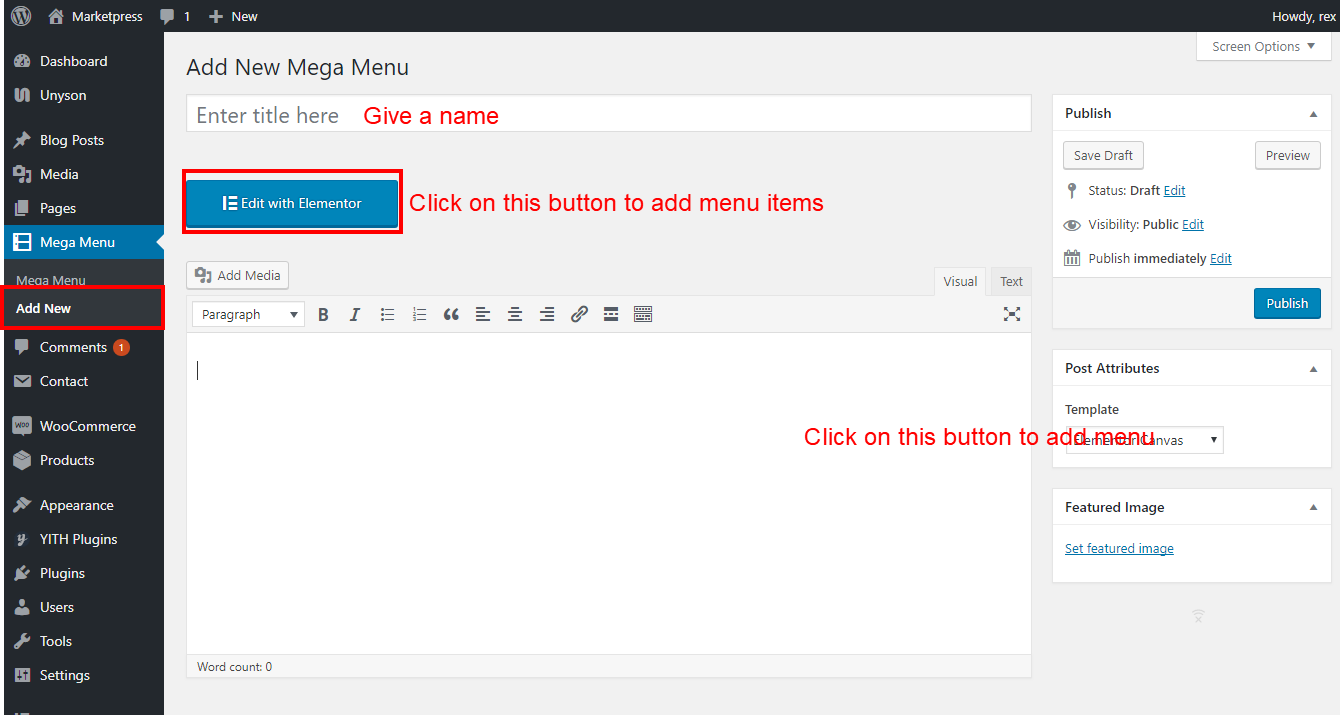 Marketpress 1 New Howdy, rex
Screen Options
Dashboard
Unyson
Blog Posts
Media
Pages
Mega Menu
Mega Menu
Add New
Comments 1
Contact
WooCommerce
Products
Appearance
YITH Plugins
Plugins
Users
Tools
Settings
Add New Mega Menu
Enter title here Give a name
Edit with Elementor Click on this button to add menu items
Add Media
Visual Text
Paragraph B I
Click on this button to add menu
Word count: 0
Publish
Save Draft Preview
Status: Draft Edit
Visibility: Public Edit
Publish immediately Edit
Publish
Post Attributes
Template
Elementor Canvas
Featured Image
Set featured image